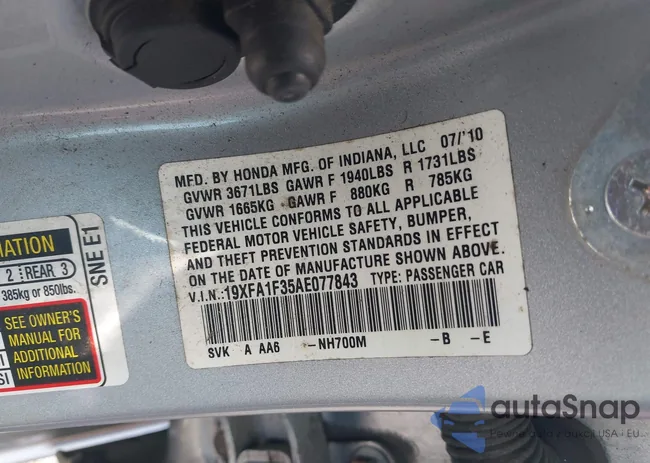 MFD. BY HONDA MFG. OF INDIANA, LLC 07/'10
GVWR 3671LBS GAWR F 1940LBS R 1731LBS
GVWR 1665KG GAWR F 880KG R 785KG
THIS VEHICLE CONFORMS TO ALL APPLICABLE
FEDERAL MOTOR VEHICLE SAFETY, BUMPER,
AND THEFT PREVENTION STANDARDS IN EFFECT
ON THE DATE OF MANUFACTURE SHOWN ABOVE.
V.I.N.: 19XFA1F35AE077843 TYPE: PASSENGER CAR
SVK A AA6 -NH700M -B -E
MATION
2 REAR 3
385kg or 850lbs.
SEE OWNER'S
MANUAL FOR
ADDITIONAL
INFORMATION
SNE E1
autoSnap